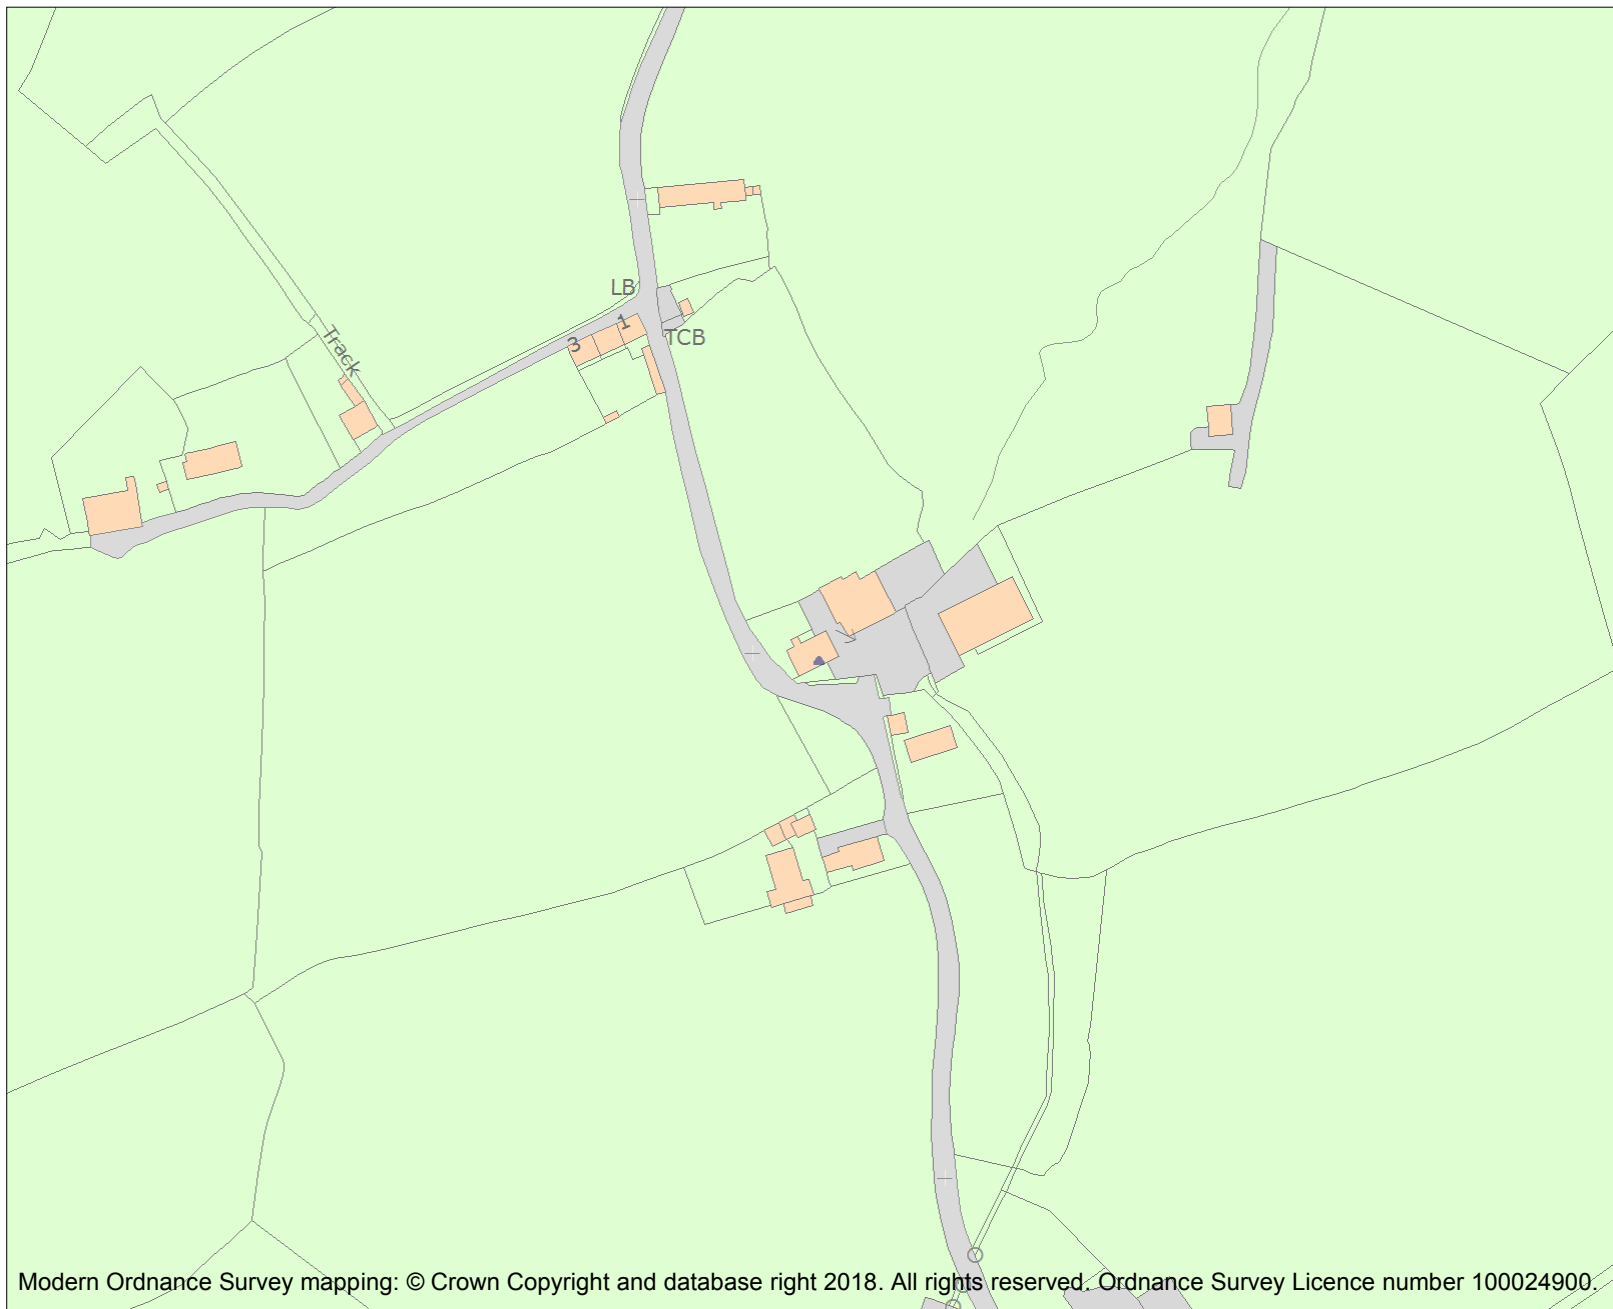 LB
1
TCB
3
Track
Modern Ordnance Survey mapping: © Crown Copyright and database right 2018. All rights reserved. Ordnance Survey Licence number 100024900.